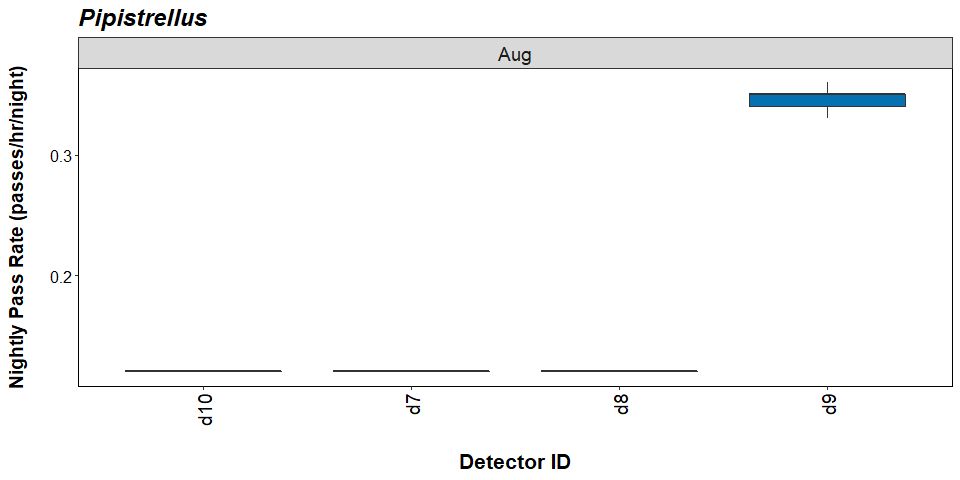 Pipistrellus
Aug
Nightly Pass Rate (passes/hr/night)
0.3
0.2
d10
d7
d8
d9
Detector ID